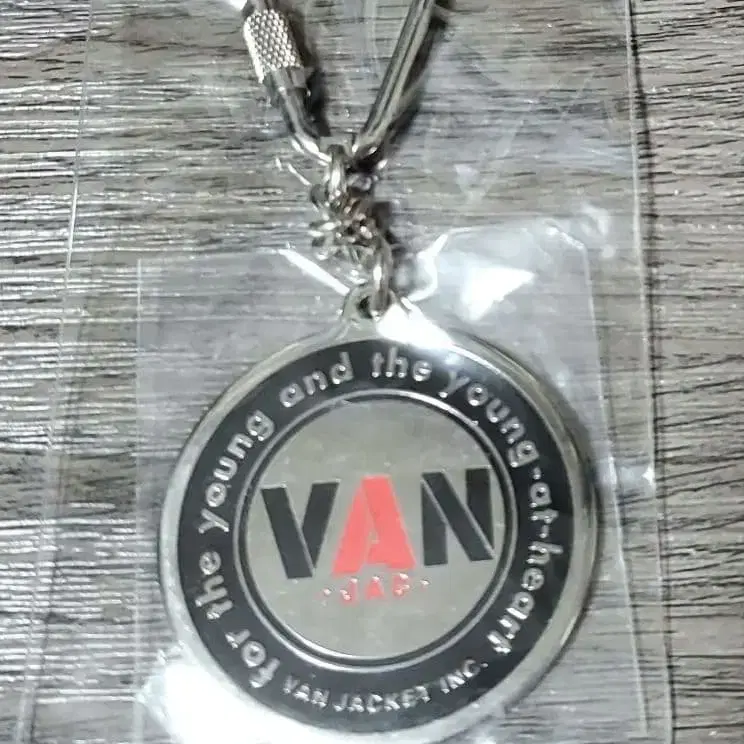 for the young and the young-at-heart
VAN
·JAC·
VAN JACKET INC.